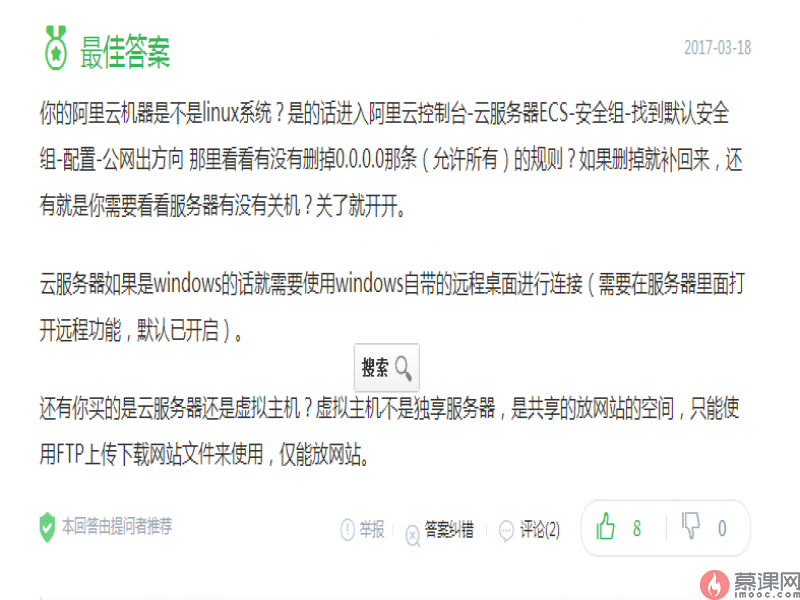 最佳答案
2017-03-18
你的阿里云机器是不是linux系统？是的话进入阿里云控制台-云服务器ECS-安全组-找到默认安全
组-配置-公网出方向 那里看看有没有删掉0.0.0.0那条（允许所有）的规则？如果删掉就补回来，还
有就是你需要看看服务器有没有关机？关了就开开。
云服务器如果是windows的话就需要使用windows自带的远程桌面进行连接（需要在服务器里面打
开远程功能，默认已开启）。
搜索
还有你买的是云服务器还是虚拟主机？虚拟主机不是独享服务器，是共享的放网站的空间，只能使
用FTP上传下载网站文件来使用，仅能放网站。
本回答由提问者推荐
举报 答案纠错 评论(2) 8 0
慕课网
imooc.com